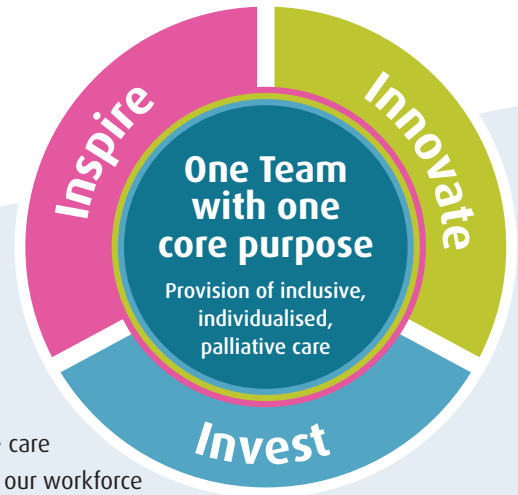 Inspire
Innovate
One Team
with one
core purpose
Provision of inclusive,
individualised,
palliative care
Invest
care
our workforce